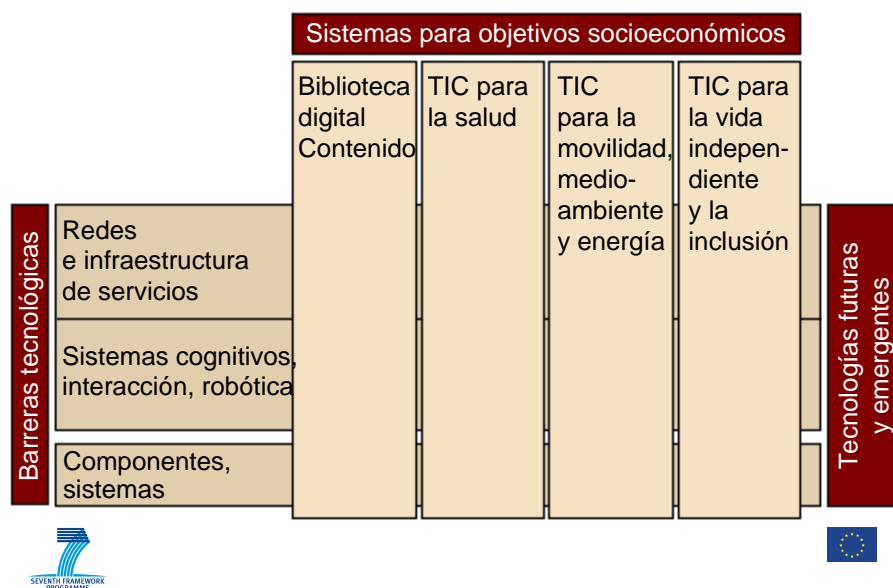 Sistemas para objetivos socioeconómicos
Biblioteca
digital
Contenido
TIC para
la salud
TIC
para la
movilidad,
medio-
ambiente
y energía
TIC para
la vida
indepen-
diente
y la
inclusión
Barreras tecnológicas
Redes
e infraestructura
de servicios
Sistemas cognitivos,
interacción, robótica
Componentes,
sistemas
Tecnologías futuras
y emergentes
SEVENTH FRAMEWORK
PROGRAMME